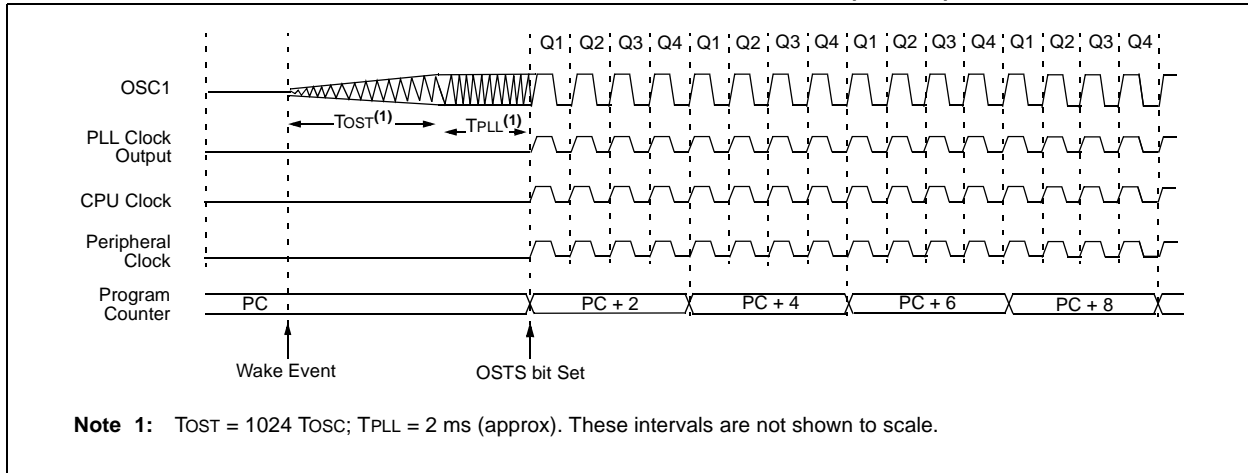 Q1 Q2 Q3 Q4 Q1 Q2 Q3 Q4 Q1 Q2 Q3 Q4 Q1 Q2 Q3 Q4
OSC1
TOST(1)
TPLL(1)
PLL Clock
Output
CPU Clock
Peripheral
Clock
Program
Counter
PC
PC + 2
PC + 4
PC + 6
PC + 8
Wake Event
OSTS bit Set
Note 1: TOST = 1024 TOSC; TPLL = 2 ms (approx). These intervals are not shown to scale.